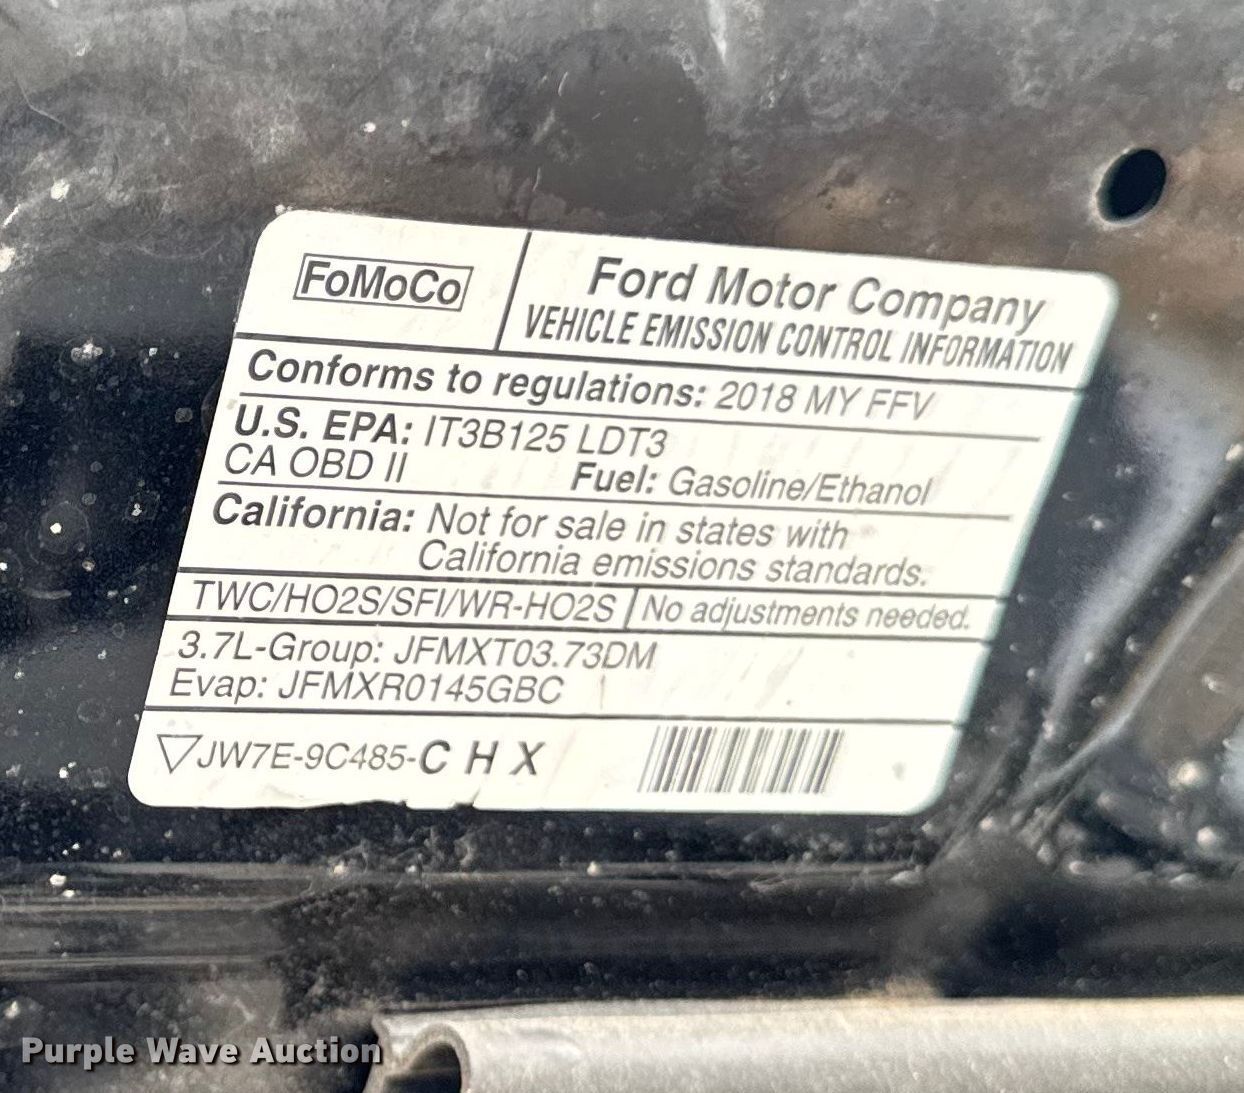 FoMoCo
Ford Motor Company
VEHICLE EMISSION CONTROL INFORMATION
Conforms to regulations: 2018 MY FFV
U.S. EPA: IT3B125 LDT3
CA OBD II Fuel: Gasoline/Ethanol
California: Not for sale in states with
California emissions standards.
TWC/HO2S/SFI/WR-HO2S No adjustments needed.
3.7L-Group: JFMXT03.73DM
Evap: JFMXR0145GBC
JW7E-9C485-C H X
Purple Wave Auction